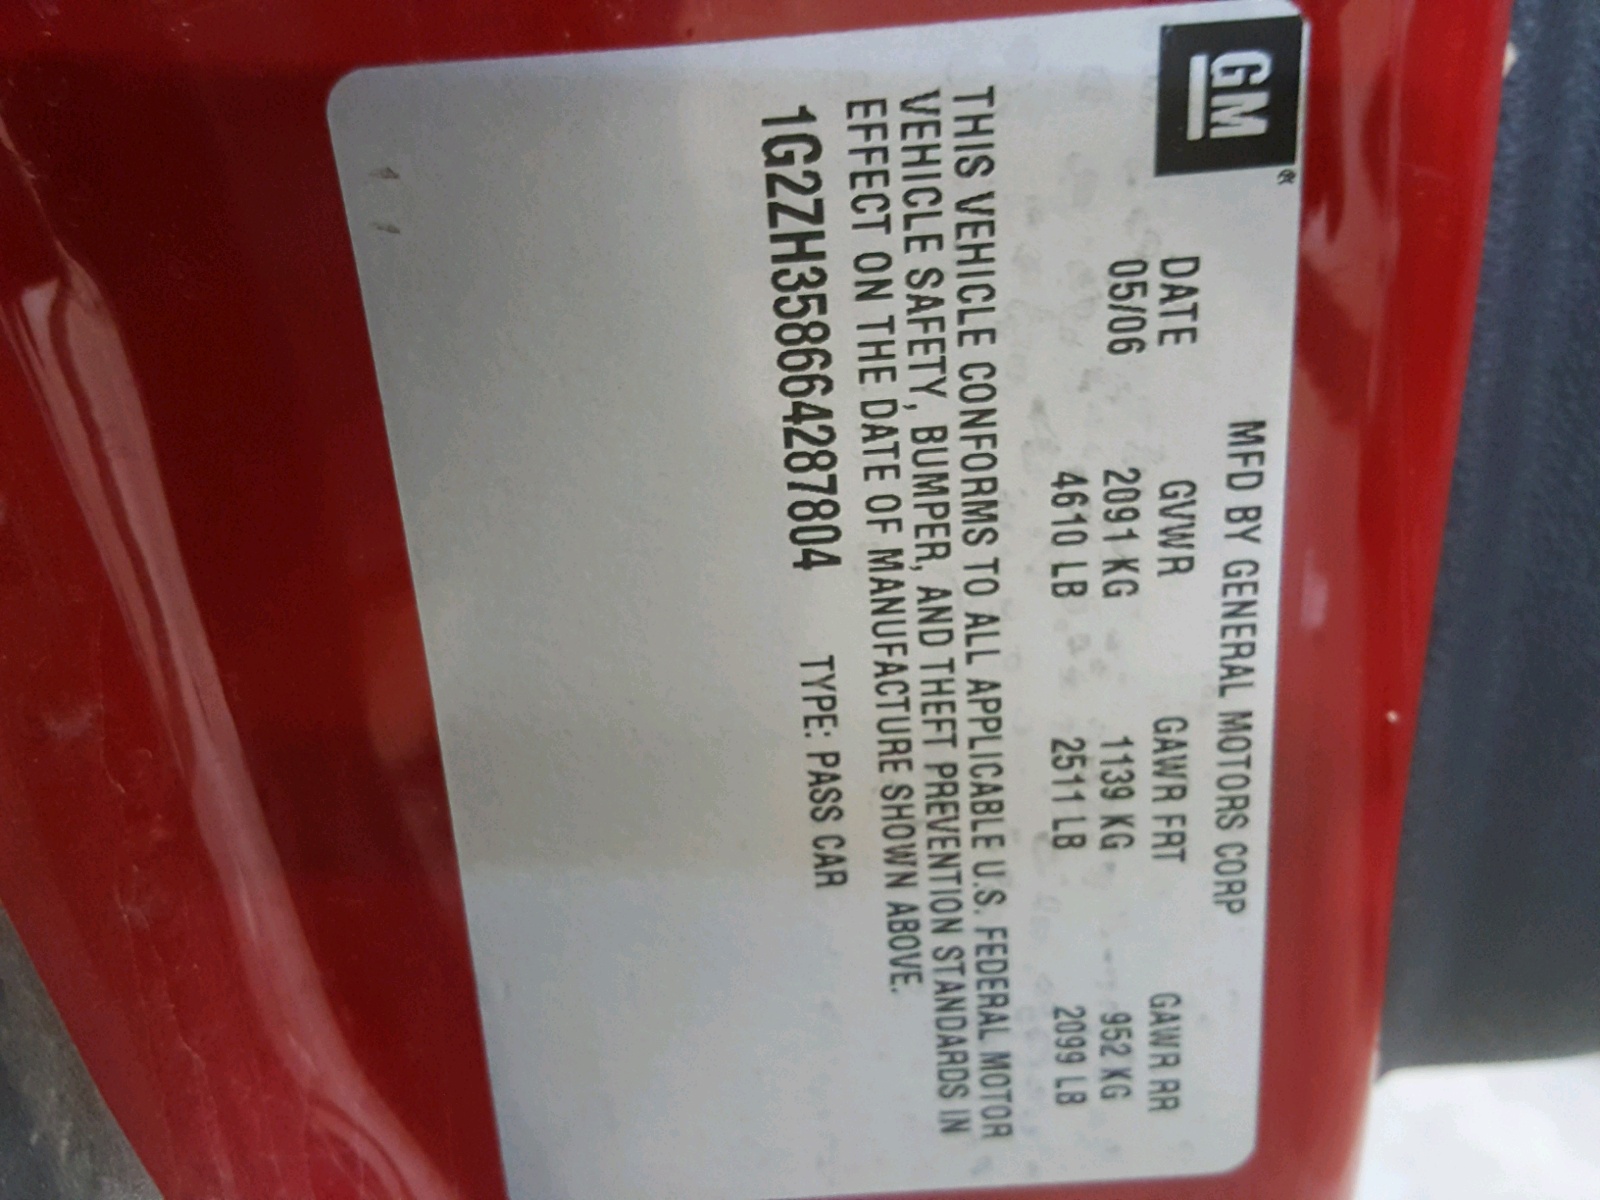 GM
MFD BY GENERAL MOTORS CORP
DATE GVWR GAWR FRT GAWR RR
05/06 2091 KG 1139 KG 952 KG
4610 LB 2511 LB 2099 LB
THIS VEHICLE CONFORMS TO ALL APPLICABLE U.S. FEDERAL MOTOR
VEHICLE SAFETY, BUMPER, AND THEFT PREVENTION STANDARDS IN
EFFECT ON THE DATE OF MANUFACTURE SHOWN ABOVE.
1G2ZH358664287804 TYPE: PASS CAR